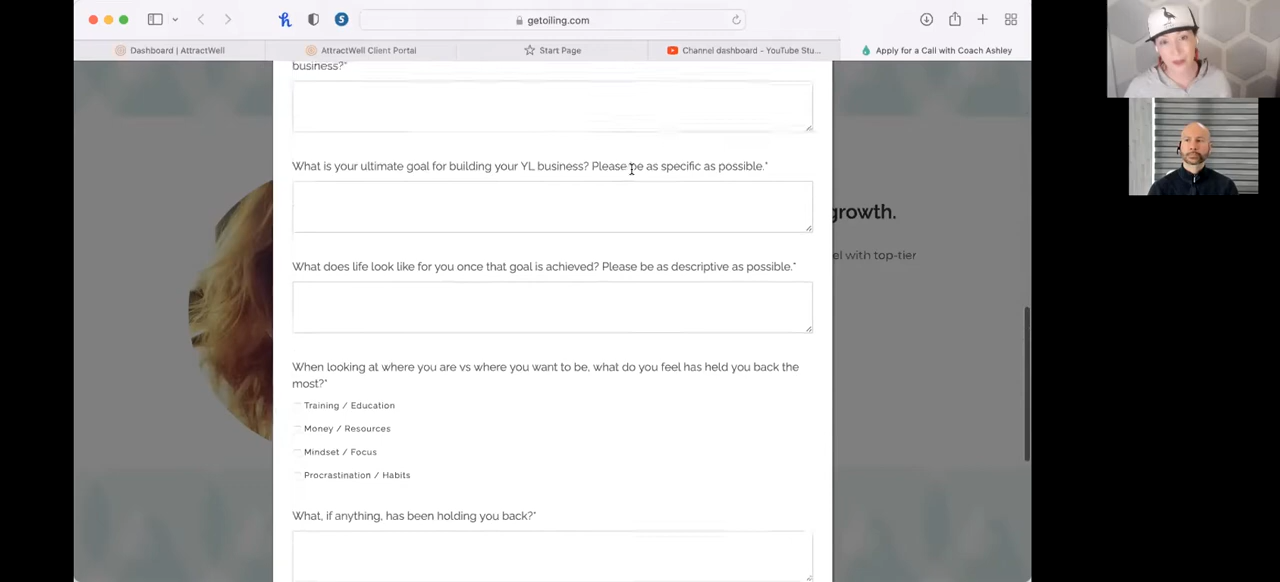 getoiling.com
Dashboard | AttractWell
AttractWell Client Portal
Start Page
Channel dashboard - YouTube Stu...
Apply for a Call with Coach Ashley
business?*
What is your ultimate goal for building your YL business? Please be as specific as possible.*
growth.
el with top-tier
What does life look like for you once that goal is achieved? Please be as descriptive as possible.*
When looking at where you are vs where you want to be, what do you feel has held you back the
most?*
Training / Education
Money / Resources
Mindset / Focus
Procrastination / Habits
What, if anything, has been holding you back?*